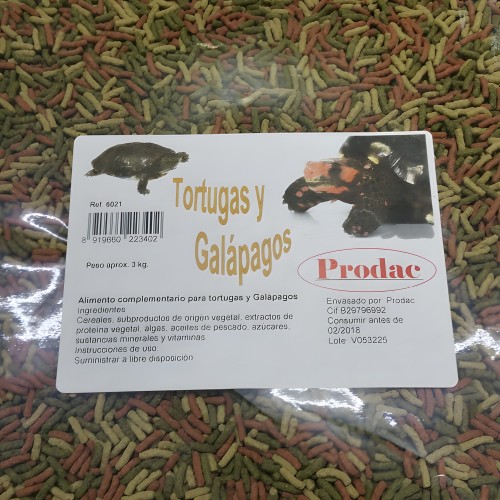 Ref. 6021
8 919660 223402
Peso aprox. 3 kg.
Tortugas y
Galápagos
Prodac
Alimento complementario para tortugas y Galápagos
Ingredientes
Cereales, subproductos de origen vegetal, extractos de
proteína vegetal, algas, aceites de pescado, azúcares,
sustancias minerales y vitaminas
Instrucciones de uso:
Suministrar a libre disposición
Envasado por Prodac
Cif B29796992
Consumir antes de
02/2018
Lote: V053225